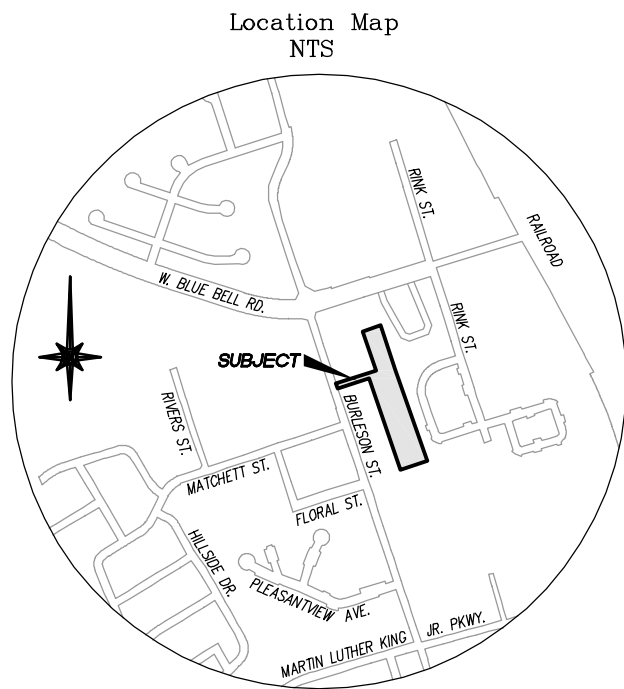 Location Map
NTS
RINK ST.
RAILROAD
W. BLUE BELL RD.
RINK ST.
SUBJECT
RIVERS ST.
BURLESON ST.
MATCHETT ST.
FLORAL ST.
HILLSIDE DR.
PLEASANTVIEW AVE.
MARTIN LUTHER KING JR. PKWY.